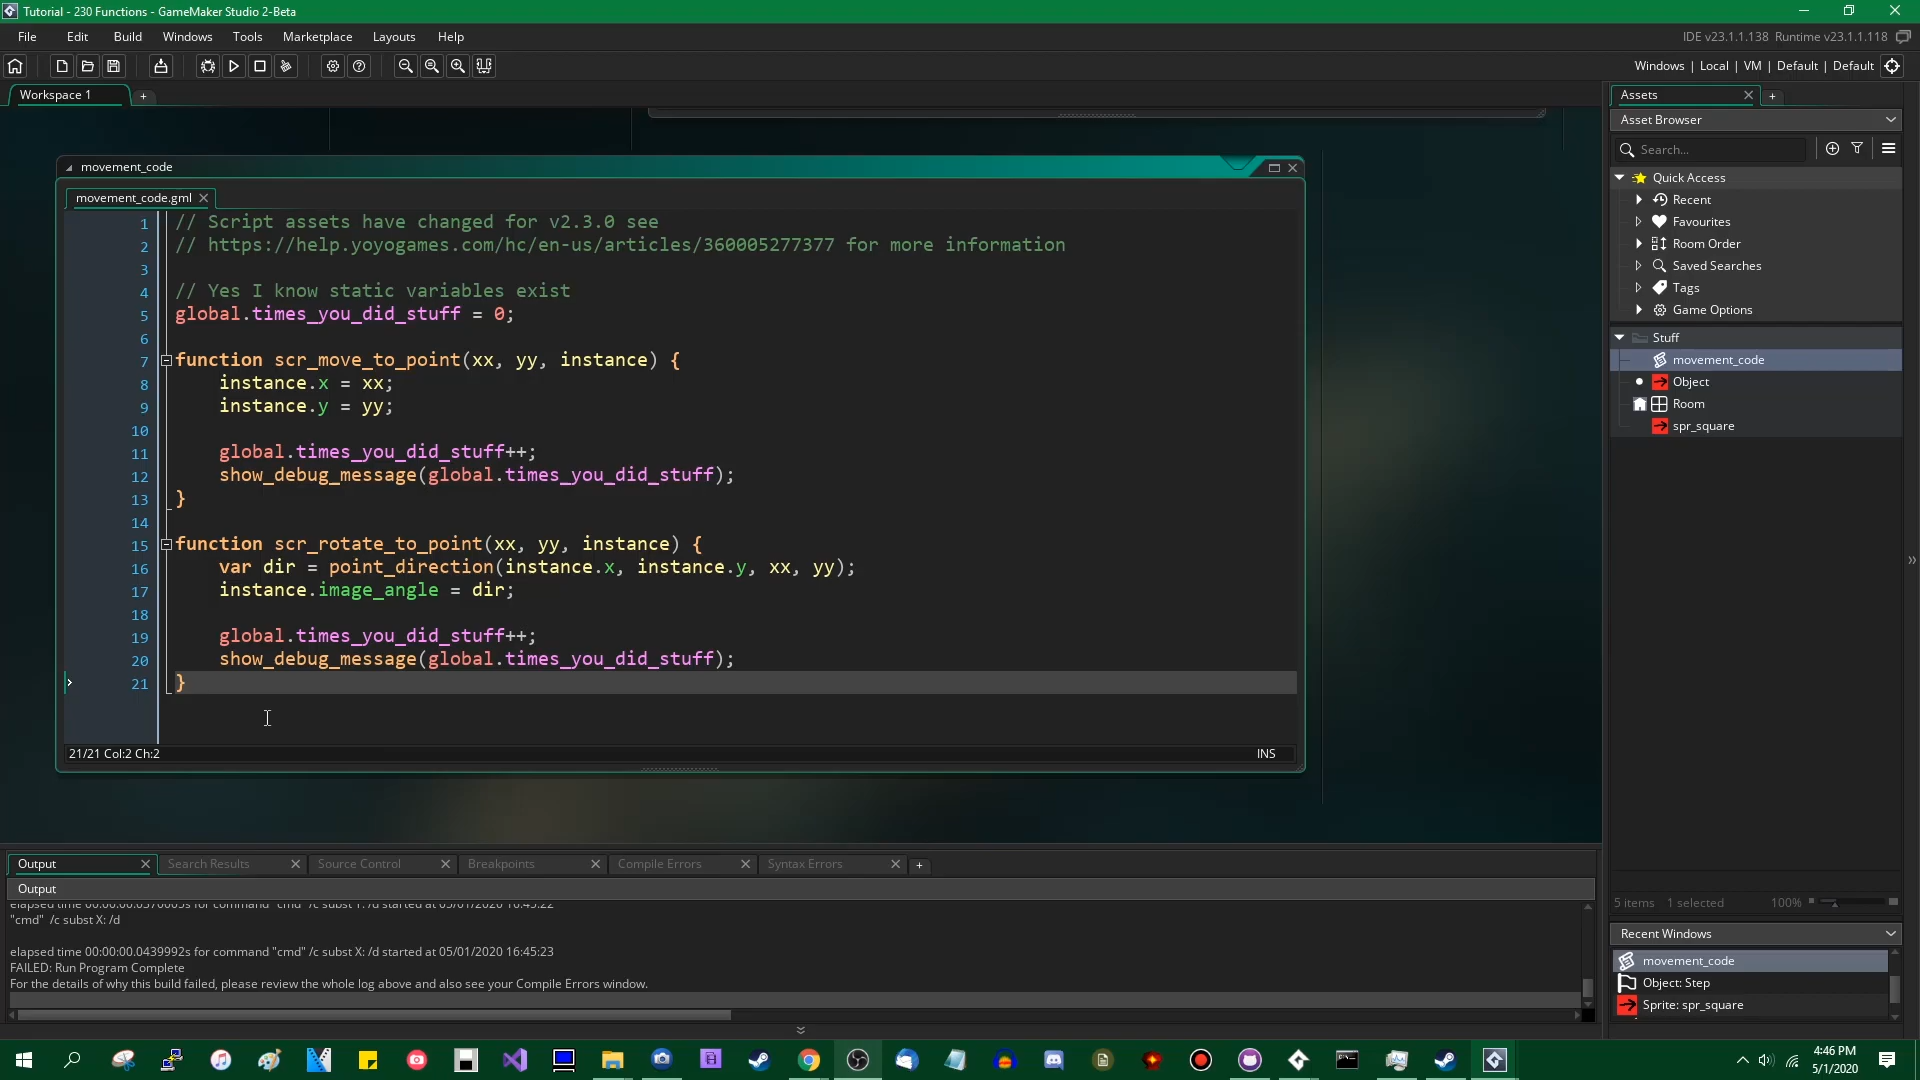 Tutorial - 230 Functions - GameMaker Studio 2-Beta
File Edit Build Windows Tools Marketplace Layouts Help
IDE v23.1.1.138 Runtime v23.1.1.118
Windows | Local | VM | Default | Default
Workspace 1
movement_code
movement_code.gml
1 // Script assets have changed for v2.3.0 see
2 // https://help.yoyogames.com/hc/en-us/articles/360005277377 for more information
3
4 // Yes I know static variables exist
5 global.times_you_did_stuff = 0;
6
7 function scr_move_to_point(xx, yy, instance) {
8 instance.x = xx;
9 instance.y = yy;
10
11 global.times_you_did_stuff++;
12 show_debug_message(global.times_you_did_stuff);
13 }
14
15 function scr_rotate_to_point(xx, yy, instance) {
16 var dir = point_direction(instance.x, instance.y, xx, yy);
17 instance.image_angle = dir;
18
19 global.times_you_did_stuff++;
20 show_debug_message(global.times_you_did_stuff);
21 }
21/21 Col:2 Ch:2
INS
Assets
Asset Browser
Search...
Quick Access
Recent
Favourites
Room Order
Saved Searches
Tags
Game Options
Stuff
movement_code
Object
Room
spr_square
5 items 1 selected 100%
Recent Windows
movement_code
Object: Step
Sprite: spr_square
Output Search Results Source Control Breakpoints Compile Errors Syntax Errors
Output
"cmd" /c subst X: /d
elapsed time 00:00:00.0439992s for command "cmd" /c subst X: /d started at 05/01/2020 16:45:23
FAILED: Run Program Complete
For the details of why this build failed, please review the whole log above and also see your Compile Errors window.
4:46 PM
5/1/2020